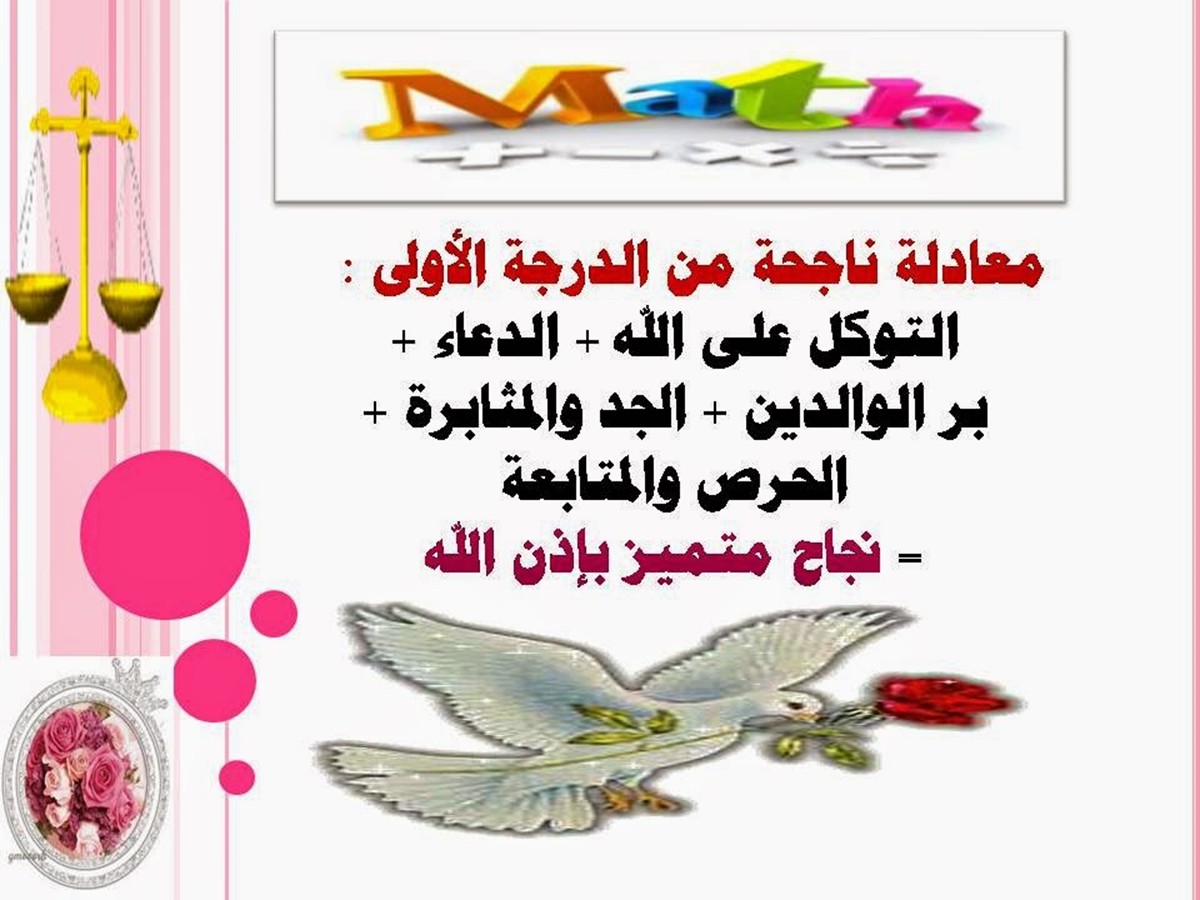 Math
+ − × ÷
معادلة ناجحة من الدرجة الأولى :
التوكل على الله + الدعاء +
بر الوالدين + الجد والمثابرة +
الحرص والمتابعة
= نجاح متميز بإذن الله